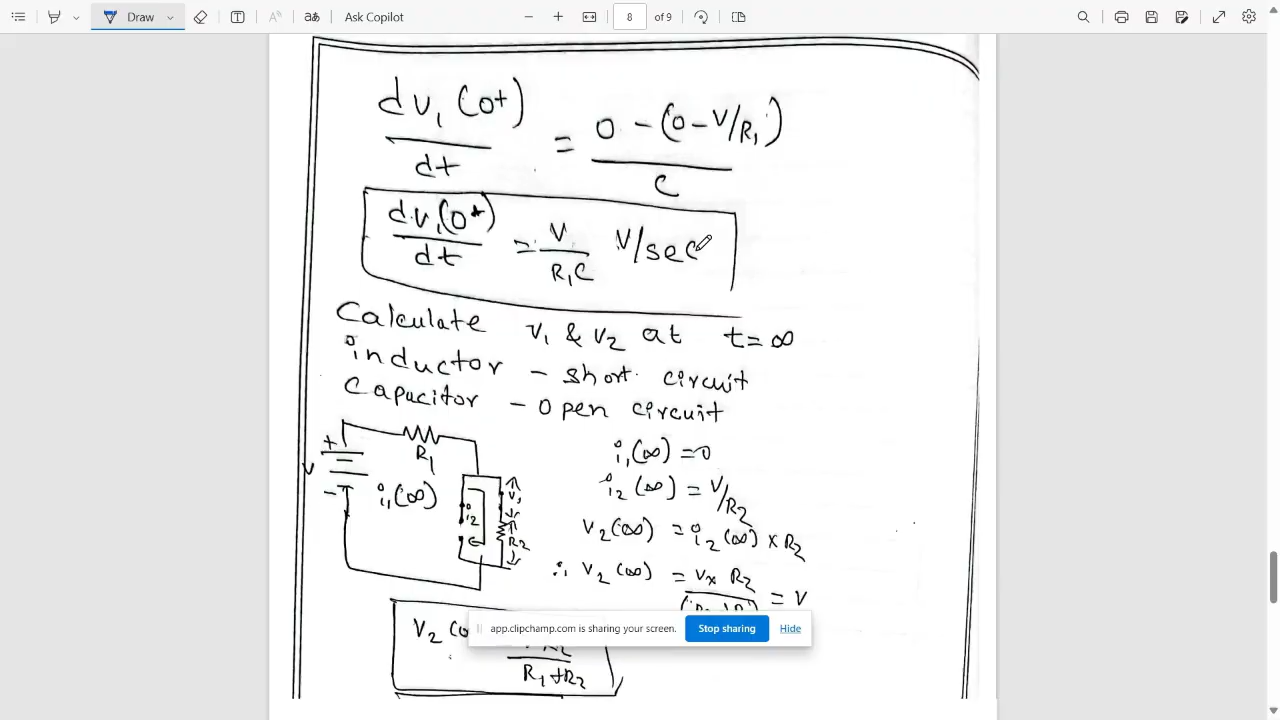 Draw
Ask Copilot
8 of 9
dv₁(0+)/dt = 0 - (0 - V/R₁) / C
dv₁(0+)/dt = V/R₁C V/sec
Calculate v₁ & v₂ at t = ∞
inductor - short circuit
Capacitor - Open circuit
+
R₁
V
-
i₁(∞)
i₂
C
v₁
R₂
i₁(∞) = 0
i₂(∞) = V/R₂
v₂(∞) = i₂(∞) × R₂
∴ v₂(∞) = V× R₂ / = V
app.clipchamp.com is sharing your screen. Stop sharing Hide
V₂
R₁+R₂